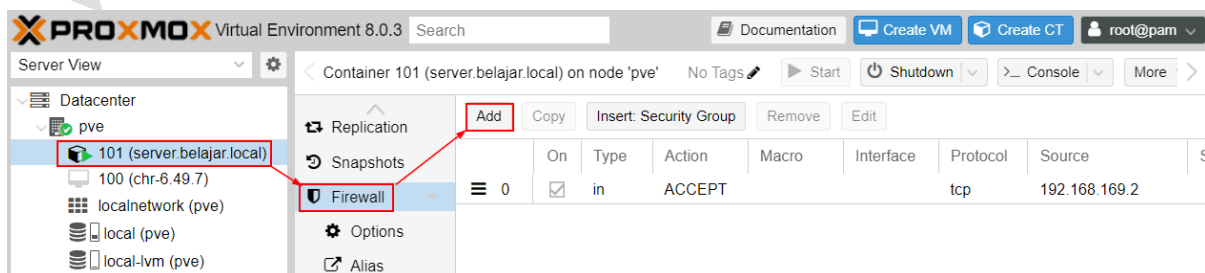 PROXMOX Virtual Environment 8.0.3 Search Documentation Create VM Create CT root@pam
Server View
Container 101 (server.belajar.local) on node 'pve' No Tags Start Shutdown Console More
Datacenter
pve
101 (server.belajar.local)
100 (chr-6.49.7)
localnetwork (pve)
local (pve)
local-lvm (pve)
Replication
Snapshots
Firewall
Options
Alias
Add Copy Insert: Security Group Remove Edit
On Type Action Macro Interface Protocol Source
0 in ACCEPT tcp 192.168.169.2